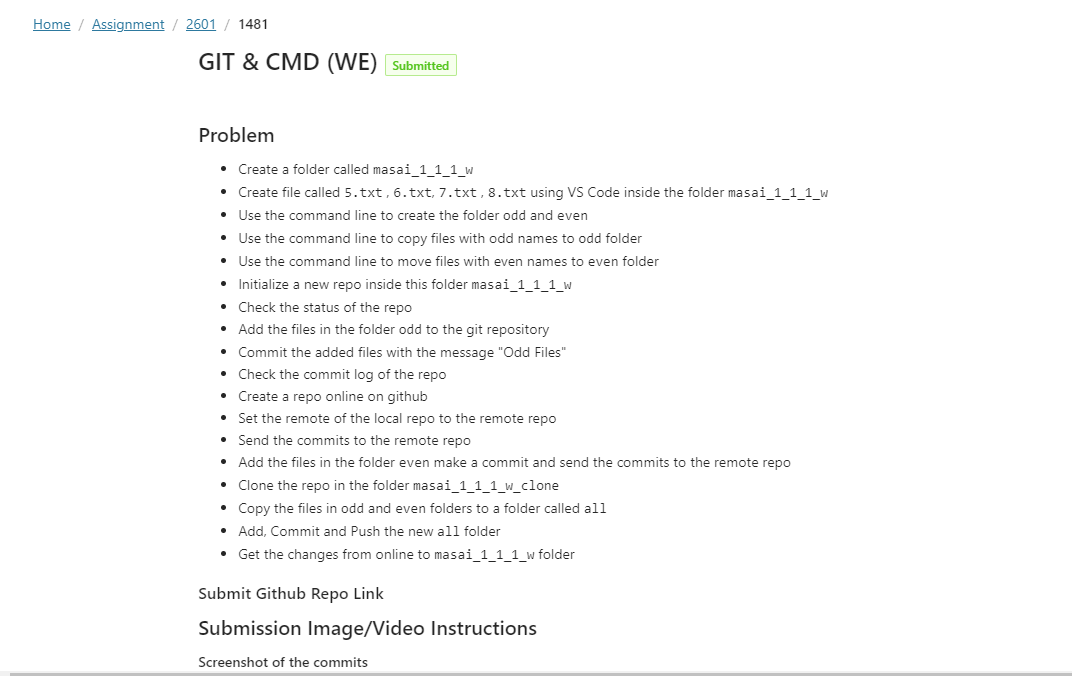 Home / Assignment / 2601 / 1481
GIT & CMD (WE) Submitted
Problem
Create a folder called masai_1_1_1_w
Create file called 5.txt , 6.txt, 7.txt , 8.txt using VS Code inside the folder masai_1_1_1_w
Use the command line to create the folder odd and even
Use the command line to copy files with odd names to odd folder
Use the command line to move files with even names to even folder
Initialize a new repo inside this folder masai_1_1_1_w
Check the status of the repo
Add the files in the folder odd to the git repository
Commit the added files with the message "Odd Files"
Check the commit log of the repo
Create a repo online on github
Set the remote of the local repo to the remote repo
Send the commits to the remote repo
Add the files in the folder even make a commit and send the commits to the remote repo
Clone the repo in the folder masai_1_1_1_w_clone
Copy the files in odd and even folders to a folder called all
Add, Commit and Push the new all folder
Get the changes from online to masai_1_1_1_w folder
Submit Github Repo Link
Submission Image/Video Instructions
Screenshot of the commits